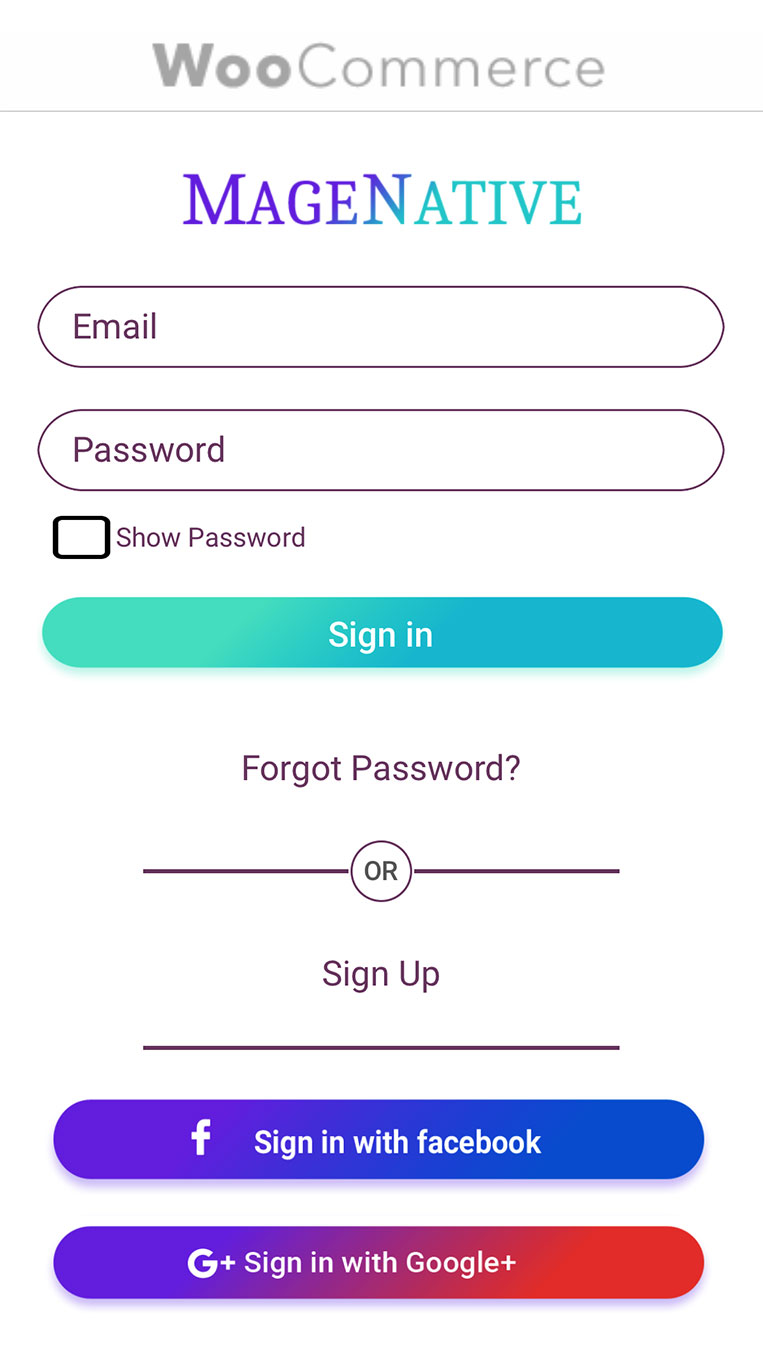 WooCommerce
MAGENATIVE
Email
Password
Show Password
Sign in
Forgot Password?
OR
Sign Up
f Sign in with facebook
G+ Sign in with Google+